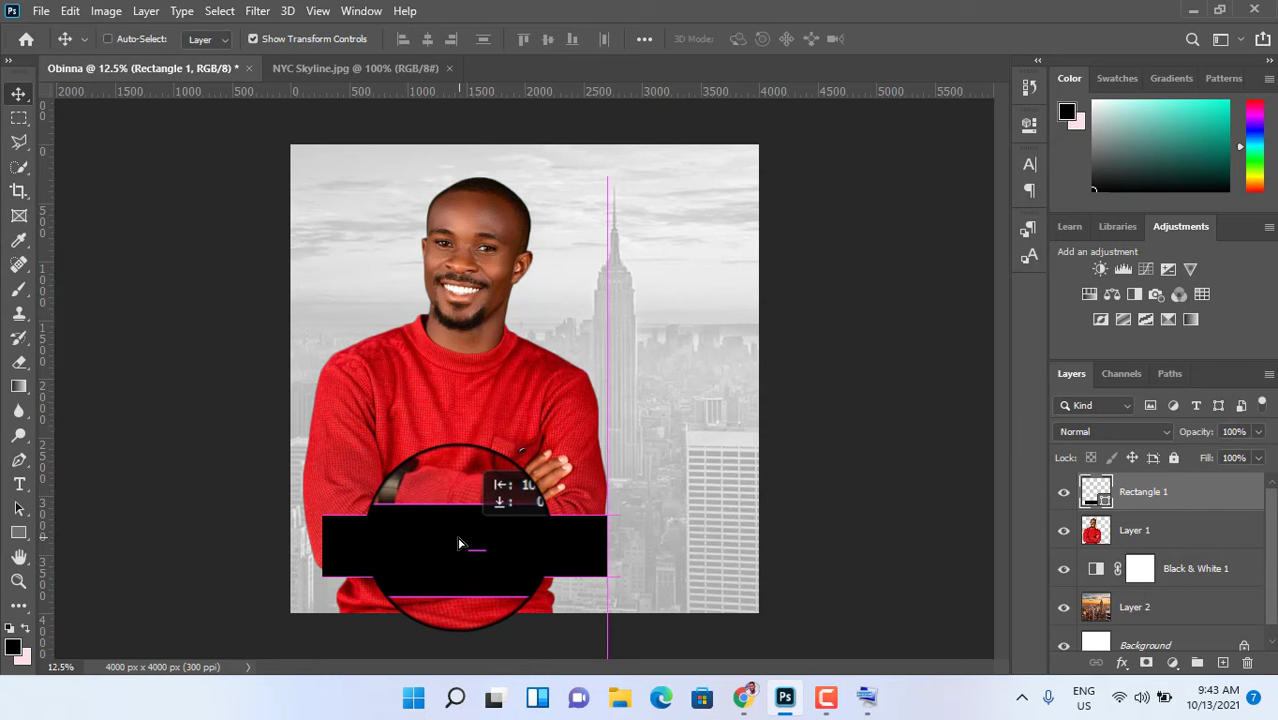 Ps File Edit Image Layer Type Select Filter 3D View Window Help
Auto-Select: Layer Show Transform Controls 3D Mode:
Obinna @ 12.5% (Rectangle 1, RGB/8) * × NYC Skyline.jpg @ 100% (RGB/8#) ×
2000 1500 1000 500 0 500 1000 1500 2000 2500 3000 3500 4000 4500 5000 5500
Color Swatches Gradients Patterns
Learn Libraries Adjustments
Add an adjustment
Layers Channels Paths
Kind
Normal Opacity: 100%
Lock: Fill: 100%
Rectangle 1
Layer 1
Black & White 1
Layer 2
Background
12.5% 4000 px x 4000 px (300 ppi)
ENG
US
9:43 AM
10/13/2021
7